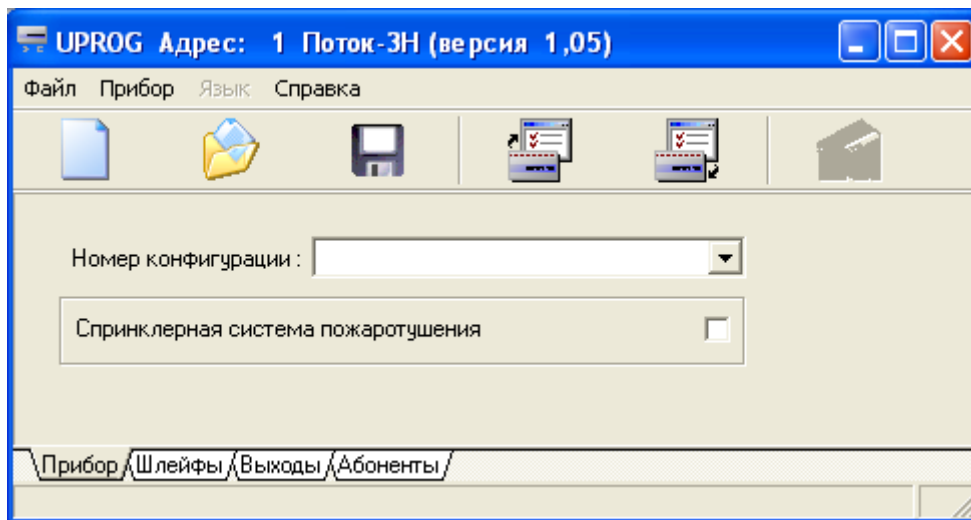 UPROG Адрес: 1 Поток-3Н (версия 1,05)
Файл Прибор Язык Справка
Номер конфигурации :
Спринклерная система пожаротушения
Прибор Шлейфы Выходы Абоненты